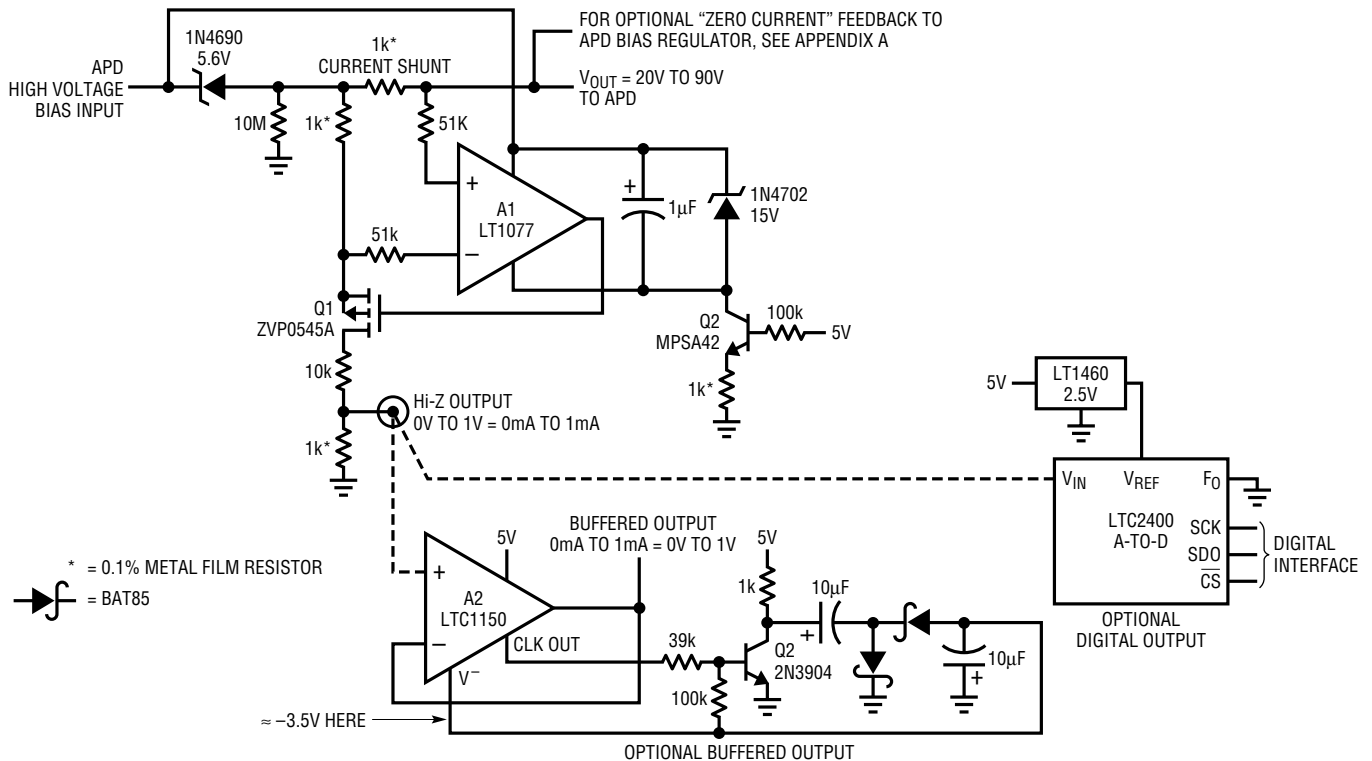 FOR OPTIONAL “ZERO CURRENT” FEEDBACK TO
APD BIAS REGULATOR, SEE APPENDIX A
1N4690
5.6V
1k*
CURRENT SHUNT
APD
HIGH VOLTAGE
BIAS INPUT
VOUT = 20V TO 90V
TO APD
10M
1k*
51K
+
A1
LT1077
−
51k
+
1µF
1N4702
15V
Q1
ZVP0545A
Q2
MPSA42
100k
5V
1k*
10k
Hi-Z OUTPUT
0V TO 1V = 0mA TO 1mA
1k*
5V
LT1460
2.5V
VIN
VREF
FO
LTC2400
A-TO-D
SCK
SDO
CS
DIGITAL
INTERFACE
OPTIONAL
DIGITAL OUTPUT
* = 0.1% METAL FILM RESISTOR
= BAT85
5V
BUFFERED OUTPUT
0mA TO 1mA = 0V TO 1V
+
A2
LTC1150
−
CLK OUT
V−
39k
100k
5V
1k
10µF
+
Q2
2N3904
10µF
+
≈ −3.5V HERE
OPTIONAL BUFFERED OUTPUT